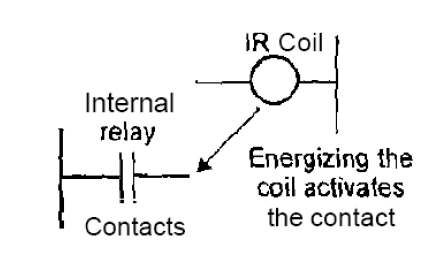 IR Coil
Internal
relay
Energizing the
coil activates
the contact
Contacts